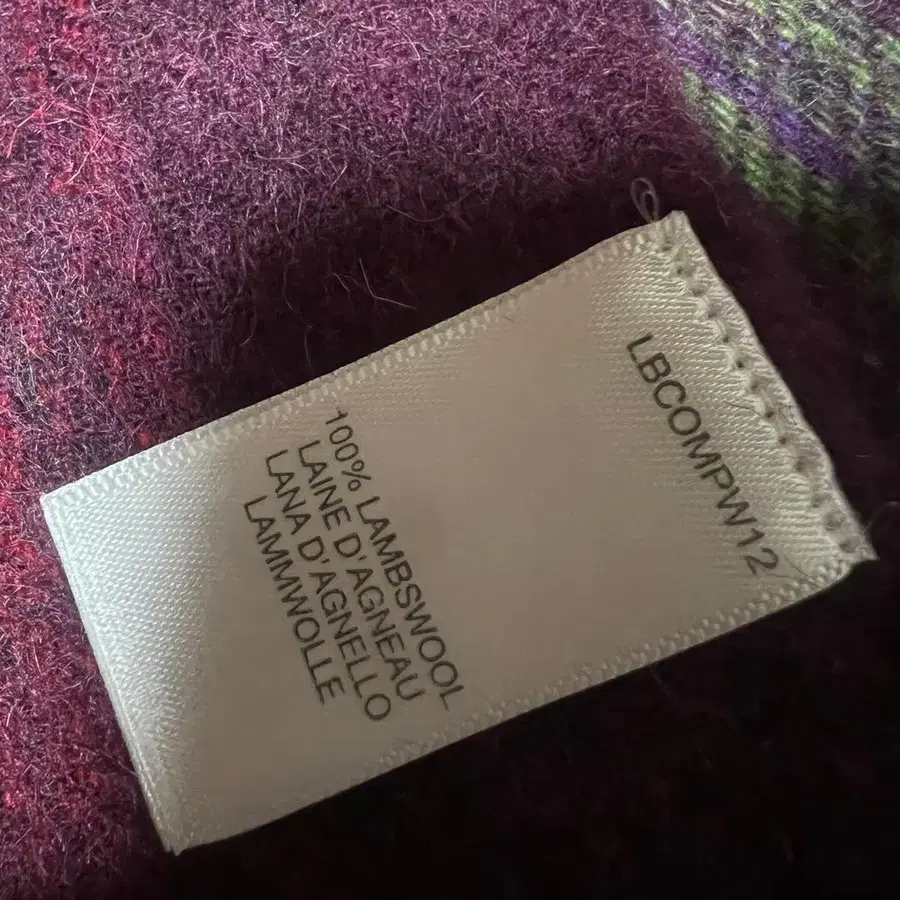 LBCOMPW12
100% LAMBSWOOL
LAINE D'AGNEAU
LANA D'AGNELLO
LAMMWOLLE